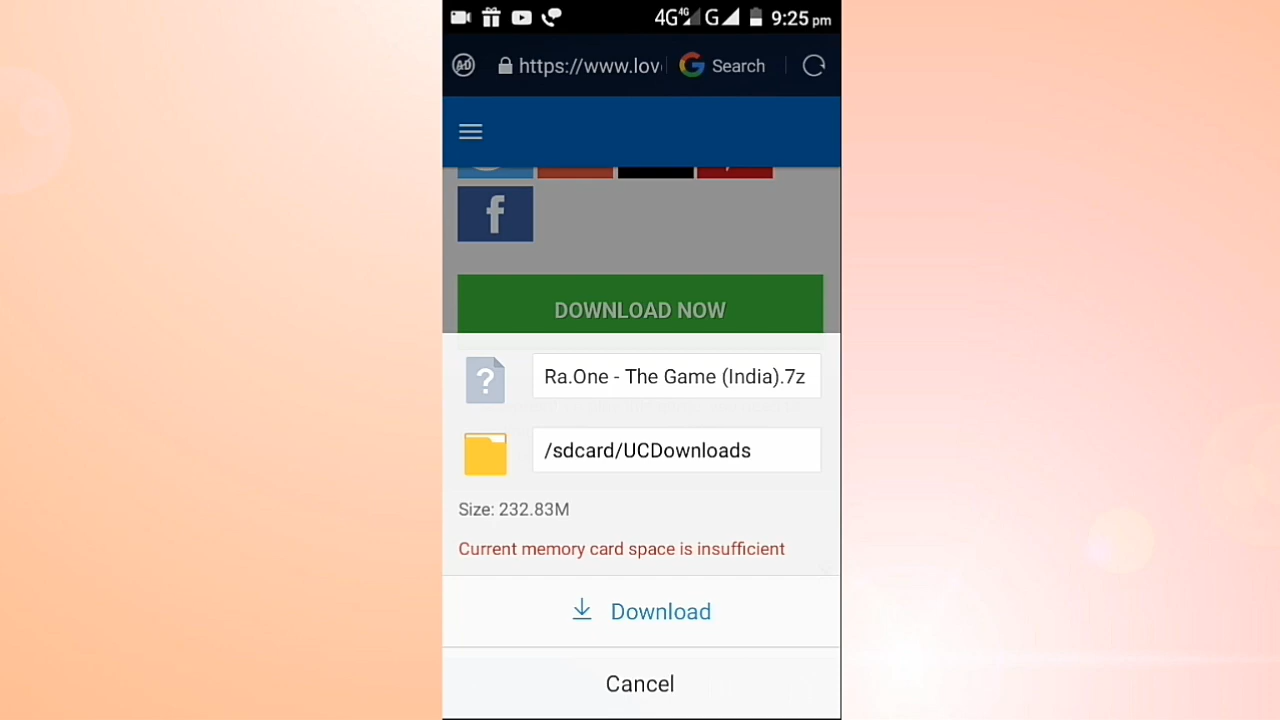 4G 4G G 9:25 pm
https://www.lov Search
f
DOWNLOAD NOW
? Ra.One - The Game (India).7z
/sdcard/UCDownloads
Size: 232.83M
Current memory card space is insufficient
Download
Cancel